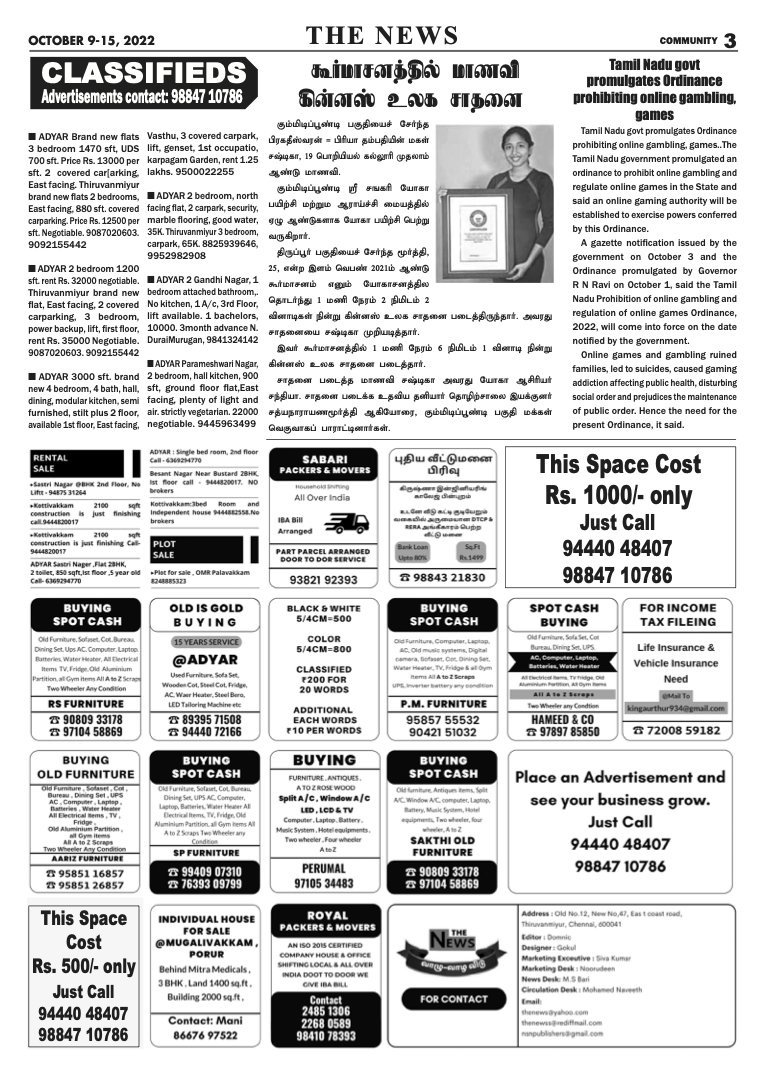 OCTOBER 9-15, 2022
THE NEWS
COMMUNITY 3
CLASSIFIEDS
Advertisements contact: 98847 10786
■ ADYAR Brand new flats
3 bedroom 1470 sft, UDS
700 sft. Price Rs. 13000 per
sft. 2 covered car[arking,
East facing. Thiruvanmiyur
brand new flats 2 bedrooms,
East facing, 880 sft. covered
carparking. Price Rs. 12500 per
sft. Negotiable. 9087020603.
9092155442
■ ADYAR 2 bedroom 1200
sft. rent Rs. 32000 negotiable.
Thiruvanmiyur brand new
flat, East facing, 2 covered
carparking, 3 bedroom,
power backup, lift, first floor,
rent Rs. 35000 Negotiable.
9087020603. 9092155442
■ ADYAR 3000 sft. brand
new 4 bedroom, 4 bath, hall,
dining, modular kitchen, semi
furnished, stilt plus 2 floor,
available 1st floor, East facing,
Vasthu, 3 covered carpark,
lift, genset, 1st occupatio,
karpagam Garden, rent 1.25
lakhs. 9500022255
■ ADYAR 2 bedroom, north
facing flat, 2 carpark, security,
marble flooring, good water,
35K. Thiruvanmiyur 3 bedroom,
carpark, 65K. 8825939646,
9952982908
■ ADYAR 2 Gandhi Nagar, 1
bedroom attached bathroom,.
No kitchen, 1 A/c, 3rd Floor,
lift available. 1 bachelors,
10000. 3month advance N.
DuraiMurugan, 9841324142
■ ADYAR Parameshwari Nagar,
2 bedroom, hall kitchen, 900
sft, ground floor flat,East
facing, plenty of light and
air. strictly vegetarian. 22000
negotiable. 9445963499
கூர்மாசனத்தில் மாணவி
கின்னஸ் உலக சாதனை
கும்மிடிப்பூண்டி பகுதியைச் சேர்ந்த
பிரகதீஸ்வரன் = பிரியா தம்பதியின் மகள்
சஷ்டிகா, 19 பொறியியல் கல்லூரி முதலாம்
ஆண்டு மாணவி.
கும்மிடிப்பூண்டி ஸ்ரீ சங்கரி யோகா
பயிற்சி மற்றும ஆராய்ச்சி மையத்தில்
ஏழு ஆண்டுகளாக யோகா பயிற்சி பெற்று
வருகிறார்.
திருப்பூர் பகுதியைச் சேர்ந்த மூர்த்தி,
25, என்ற இளம் வெபண் 2021ம் ஆண்டு
கூர்மாசனம் எனும் யோகாசனத்தில
தொடர்ந்து 1 மணி நேரம் 2 நிமிடம் 2
வினாடிகள் நின்று கின்னஸ் உலக சாதனை படைத்திருந்தார். அவரது
சாதனையை சஷ்டிகா முறியடித்தார்.
இவர் கூர்மாசனத்தில் 1 மணி நேரம் 6 நிமிடம் 1 வினாடி நின்று
கின்னஸ் உலக சாதனை படைத்தார்.
சாதனை படைத்த மாணவி சஷ்டிகா அவரது யோகா ஆசிரியர்
சந்தியா. சாதனை படைக்க உதவிய தனியார் தொழிற்சாலை இயக்குனர்
சத்யநாராயணமூர்த்தி ஆகியோரை, கும்மிடிப்பூண்டி பகுதி மக்கள்
வெகுவாகப் பாராட்டினார்கள்.
Tamil Nadu govt
promulgates Ordinance
prohibiting online gambling,
games
Tamil Nadu govt promulgates Ordinance
prohibiting online gambling, games..The
Tamil Nadu government promulgated an
ordinance to prohibit online gambling and
regulate online games in the State and
said an online gaming authority will be
established to exercise powers conferred
by this Ordinance.
A gazette notification issued by the
government on October 3 and the
Ordinance promulgated by Governor
R N Ravi on October 1, said the Tamil
Nadu Prohibition of online gambling and
regulation of online games Ordinance,
2022, will come into force on the date
notified by the government.
Online games and gambling ruined
families, led to suicides, caused gaming
addiction affecting public health, disturbing
social order and prejudices the maintenance
of public order. Hence the need for the
present Ordinance, it said.
RENTAL
SALE
▸Sastri Nagar @BHK 2nd Floor, No
Lift↑ - 94875 31264
▸Kottivakkam 2100 sqft
construction is just finishing
call.9444820017
▸Kottivakkam 2100 sqft
construction is just finishing Call-
9444820017
ADYAR Sastri Nagar ,Flat 2BHK,
2 toilet, 850 sqft,Ist floor ,5 year old
Call- 6369294770
ADYAR : Single bed room, 2nd floor
Call - 6369294770
Besant Nagar Near Bustard 2BHK,
Ist floor call - 9444820017. NO
brokers
Kottivakkam:3bed Room and
Independent house 9444882558.No
brokers
PLOT
SALE
▸Plot for sale , OMR Palavakkam
8248885323
SABARI
PACKERS & MOVERS
Household Shifting
All Over India
IBA Bill
Arranged
PART PARCEL ARRANGED
DOOR TO DOR SERVICE
93821 92393
புதிய வீட்டுமனை
பிரிவு
கிருஷ்ணா இன்ஜினியரிங்
காலேஜ் பின்புறம்
உடனே வீடு கட்டி குடியேறும்
வகையில் அருமையான DTCP &
RERA அங்கீகாரம் பெற்ற
வீட்டு மனை
Bank Loan
Upto 80%
Sq.Ft
Rs.1499
☎ 98843 21830
This Space Cost
Rs. 1000/- only
Just Call
94440 48407
98847 10786
BUYING
SPOT CASH
Old Furniture, Sofaset, Cot, Bureau,
Dining Set, Ups AC, Computer, Laptop,
Batteries, Water Heater, All Electrical
Items TV, Fridge, Old Aluminium
Partition, all Gym items All A to Z Scraps
Two Wheeler Any Condition
RS FURNITURE
☎ 90809 33178
☎ 97104 58869
OLD IS GOLD
BUYING
15 YEARS SERVICE
@ADYAR
Used Furniture, Sofa Set,
Wooden Cot, Steel Cot, Fridge,
AC, Waer Heater, Steel Bero,
LED Tailoring Machine etc
☎ 89395 71508
☎ 94440 72166
BLACK & WHITE
5/4CM=500
COLOR
5/4CM=800
CLASSIFIED
₹200 FOR
20 WORDS
ADDITIONAL
EACH WORDS
₹10 PER WORDS
BUYING
SPOT CASH
Old Furniture, Computer, Laptop,
AC, Old music systems, Digital
camera, Sofaset, Cot, Dining Set,
Water Heater, TV, Fridge & all Gym
Items All A to Z Scraps
UPS, Inverter battery any condition
P.M. FURNITURE
95857 55532
90421 51032
SPOT CASH
BUYING
Old Furniture, Sofa Set, Cot
Bureau, Dining Set, UPS.
AC, Computer, Laptop,
Batteries, Water Heater
All Electrical Items, TV Fridge, Old
Aluminium Partition. All Gym Items
All A to Z Scraps
Two Wheeler any Condition
HAMEED & CO
☎ 97897 85850
FOR INCOME
TAX FILEING
Life Insurance &
Vehicle Insurance
Need
@Mail To
kingaurthur934@gmail.com
☎ 72008 59182
BUYING
OLD FURNITURE
Old Furniture , Sofaset , Cot ,
Bureau , Dining Set , UPS
AC , Computer , Laptop ,
Batteries , Water Heater
All Electrical Items , TV ,
Fridge ,
Old Aluminium Partition ,
all Gym items
All A to Z Scraps
Two Wheeler Any Condition
AARIZ FURNITURE
☎ 95851 16857
☎ 95851 26857
BUYING
SPOT CASH
Old Furniture, Sofaset, Cot, Bureau,
Dining Set, UPS AC, Computer,
Laptop, Batteries, Water Heater All
Electrical Items, TV, Fridge, Old
Aluminium Partition, all Gym Items All
A to Z Scraps Two Wheeler any
Condition
SP FURNITURE
☎ 99409 07310
☎ 76393 09799
BUYING
FURNITURE , ANTIQUES ,
A TO Z ROSE WOOD
Split A/C , Window A/C
LED , LCD & TV
Computer , Laptop , Battery ,
Music System , Hotel equipments ,
Two wheeler , Four wheeler
A to Z
PERUMAL
97105 34483
BUYING
SPOT CASH
Old furniture, Antiques items, Split
A/C, Window A/C, computer, Laptop,
Battery, Music System, Hotel
equipments, Two wheeler, four
wheeler, A to Z
SAKTHI OLD
FURNITURE
☎ 90809 33178
☎ 97104 58869
Place an Advertisement and
see your business grow.
Just Call
94440 48407
98847 10786
This Space
Cost
Rs. 500/- only
Just Call
94440 48407
98847 10786
INDIVIDUAL HOUSE
FOR SALE
@MUGALIVAKKAM ,
PORUR
Behind Mitra Medicals ,
3 BHK , Land 1400 sq.ft ,
Building 2000 sq.ft ,
Contact: Mani
86676 97522
ROYAL
PACKERS & MOVERS
AN ISO 2015 CERTIFIED
COMPANY HOUSE & OFFICE
SHIFTING LOCAL & ALL OVER
INDIA DOOT TO DOOR WE
GIVE IBA BILL
Contact
2485 1306
2268 0589
98410 78393
THE
News
வாழு-வாழ விடு
FOR CONTACT
Address : Old No.12, New No,47, Eas t coast road,
Thiruvanmiyur, Chennai, 600041
Editor : Domnic
Designer : Gokul
Marketing Exceutive : Siva Kumar
Marketing Desk : Noorudeen
News Desk: M.S Bari
Circulation Desk : Mohamed Naveeth
Email:
thenews@yahoo.com
thenewss@rediffmail.com
nsnpublishers@gmail.com